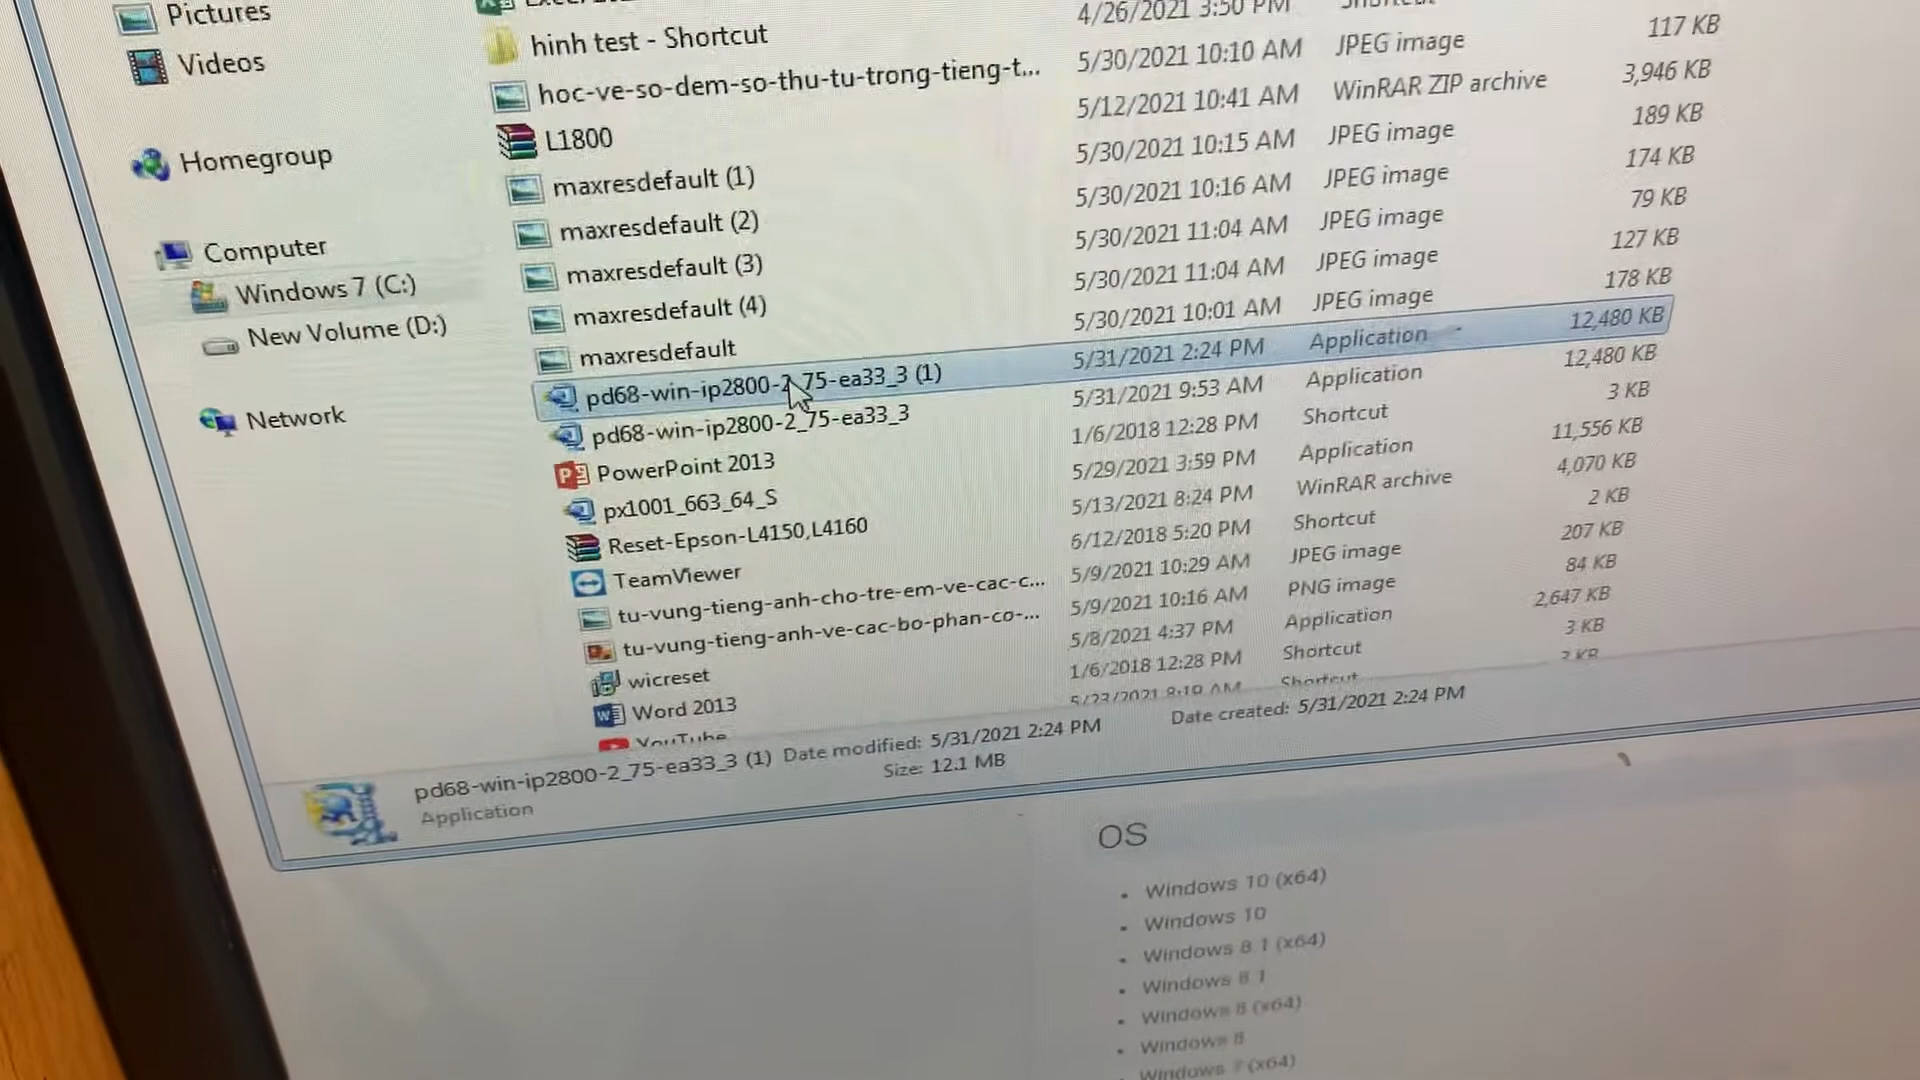 Pictures
Videos
Homegroup
Computer
Windows 7 (C:)
New Volume (D:)
Network
hinh test - Shortcut 4/26/2021 3:50 PM Shortcut
hoc-ve-so-dem-so-thu-tu-trong-tieng-t... 5/30/2021 10:10 AM JPEG image 117 KB
L1800 5/12/2021 10:41 AM WinRAR ZIP archive 3,946 KB
maxresdefault (1) 5/30/2021 10:15 AM JPEG image 189 KB
maxresdefault (2) 5/30/2021 10:16 AM JPEG image 174 KB
maxresdefault (3) 5/30/2021 11:04 AM JPEG image 79 KB
maxresdefault (4) 5/30/2021 11:04 AM JPEG image 127 KB
maxresdefault 5/30/2021 10:01 AM JPEG image 178 KB
pd68-win-ip2800-2_75-ea33_3 (1) 5/31/2021 2:24 PM Application 12,480 KB
pd68-win-ip2800-2_75-ea33_3 5/31/2021 9:53 AM Application 12,480 KB
PowerPoint 2013 1/6/2018 12:28 PM Shortcut 3 KB
px1001_663_64_S 5/29/2021 3:59 PM Application 11,556 KB
Reset-Epson-L4150,L4160 5/13/2021 8:24 PM WinRAR archive 4,070 KB
TeamViewer 6/12/2018 5:20 PM Shortcut 2 KB
tu-vung-tieng-anh-cho-tre-em-ve-cac-c... 5/9/2021 10:29 AM JPEG image 207 KB
tu-vung-tieng-anh-ve-cac-bo-phan-co-... 5/9/2021 10:16 AM PNG image 84 KB
wicreset 5/8/2021 4:37 PM Application 2,647 KB
Word 2013 1/6/2018 12:28 PM Shortcut 3 KB
YouTube 5/23/2021 8:19 AM Shortcut
pd68-win-ip2800-2_75-ea33_3 (1) Date modified: 5/31/2021 2:24 PM Date created: 5/31/2021 2:24 PM
Application Size: 12.1 MB
OS
Windows 10 (x64)
Windows 10
Windows 8.1 (x64)
Windows 8.1
Windows 8 (x64)
Windows 8
Windows 7 (x64)